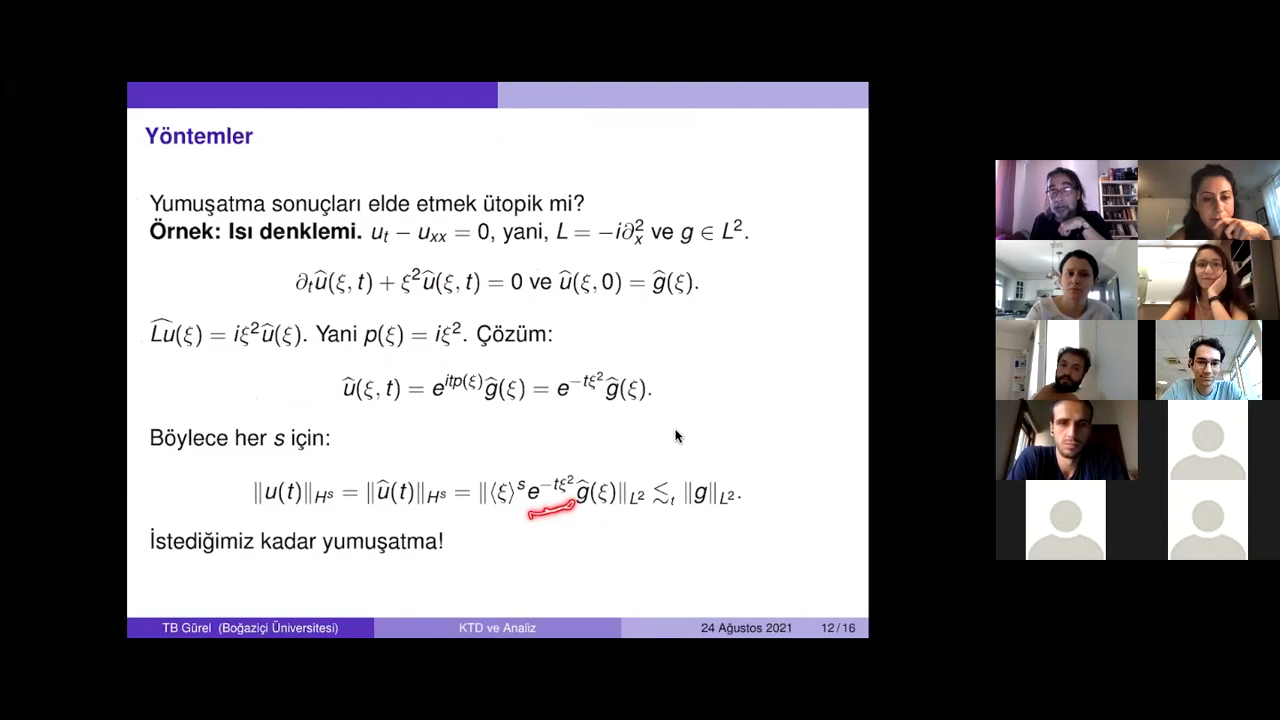 Yöntemler
Yumuşatma sonuçları elde etmek ütopik mi?
Örnek: Isı denklemi. u_t − u_{xx} = 0, yani, L = −i∂_x^2 ve g ∈ L^2.
∂_t û(ξ, t) + ξ^2 û(ξ, t) = 0 ve û(ξ, 0) = ĝ(ξ).
\widehat{Lu}(ξ) = iξ^2 û(ξ). Yani p(ξ) = iξ^2. Çözüm:
û(ξ, t) = e^{itp(ξ)} ĝ(ξ) = e^{−tξ^2} ĝ(ξ).
Böylece her s için:
‖u(t)‖_{H^s} = ‖û(t)‖_{H^s} = ‖⟨ξ⟩^s e^{−tξ^2} ĝ(ξ)‖_{L^2} ≲_t ‖g‖_{L^2}.
İstediğimiz kadar yumuşatma!
TB Gürel (Boğaziçi Üniversitesi) KTD ve Analiz 24 Ağustos 2021 12 / 16